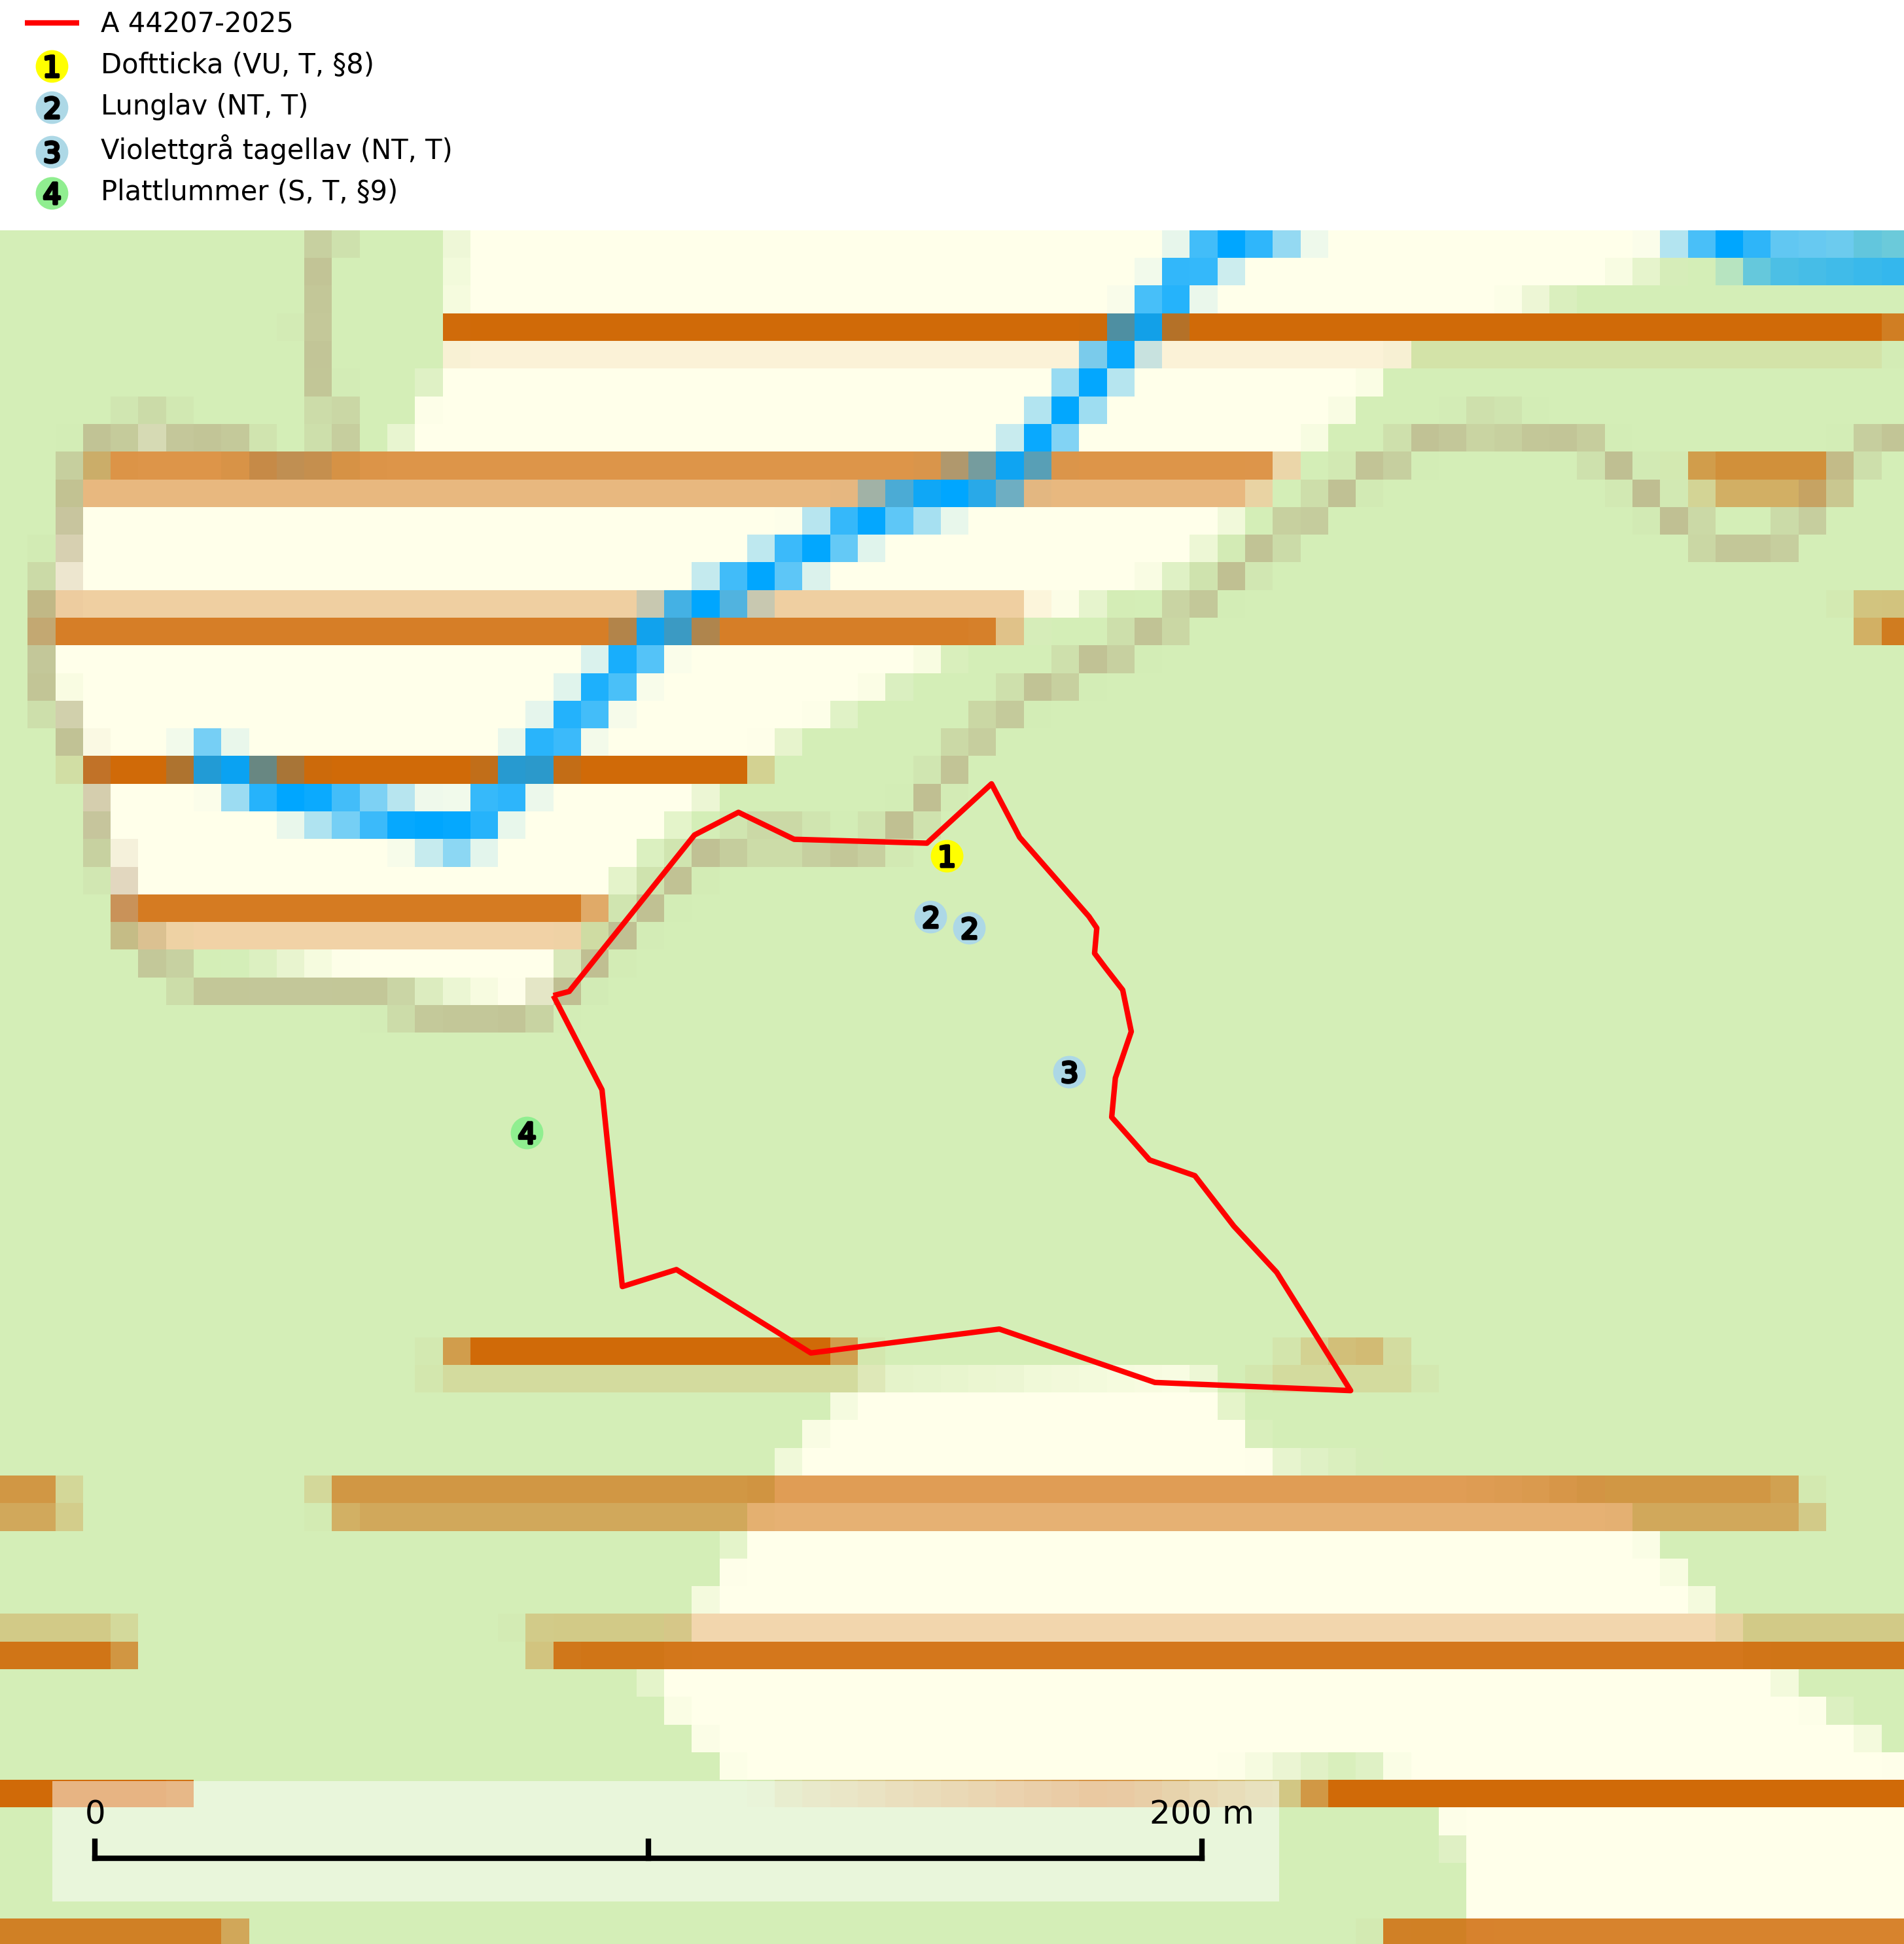 A 44207-2025
1 Doftticka (VU, T, §8)
2 Lunglav (NT, T)
3 Violettgrå tagellav (NT, T)
4 Plattlummer (S, T, §9)
1
2 2
3
4
0 200 m